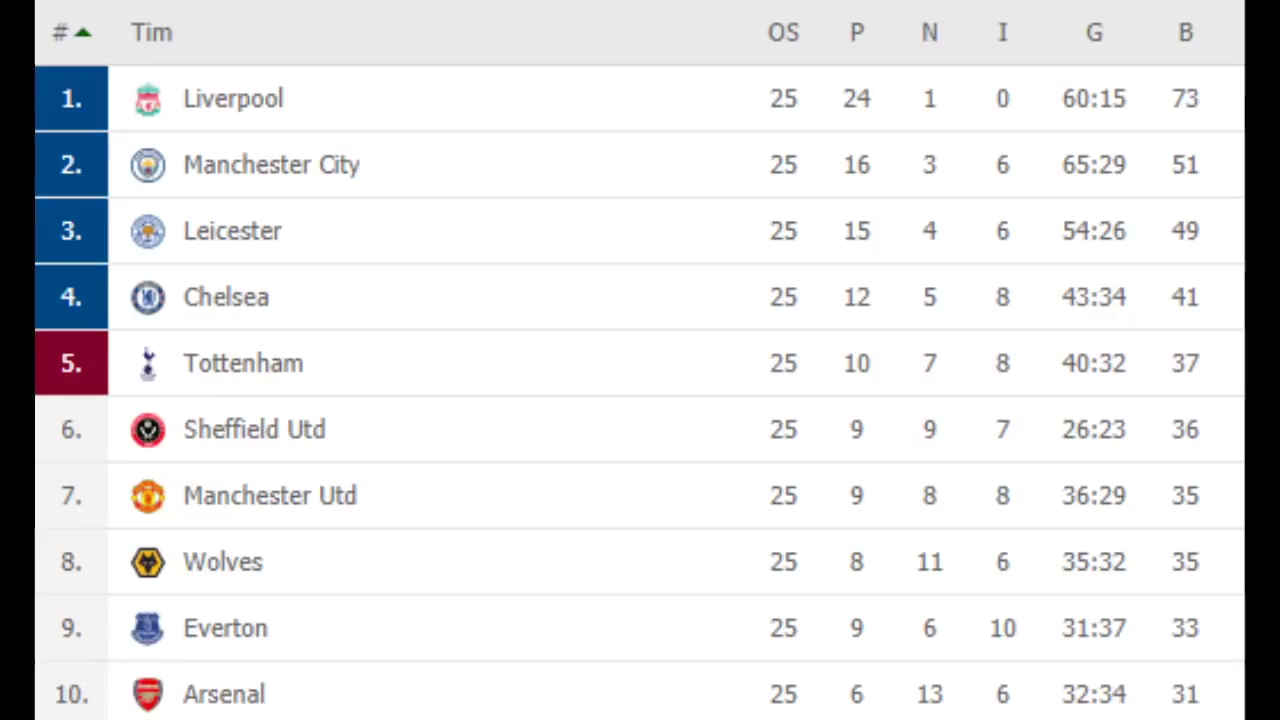 # Tim OS P N I G B
1. Liverpool 25 24 1 0 60:15 73
2. Manchester City 25 16 3 6 65:29 51
3. Leicester 25 15 4 6 54:26 49
4. Chelsea 25 12 5 8 43:34 41
5. Tottenham 25 10 7 8 40:32 37
6. Sheffield Utd 25 9 9 7 26:23 36
7. Manchester Utd 25 9 8 8 36:29 35
8. Wolves 25 8 11 6 35:32 35
9. Everton 25 9 6 10 31:37 33
10. Arsenal 25 6 13 6 32:34 31